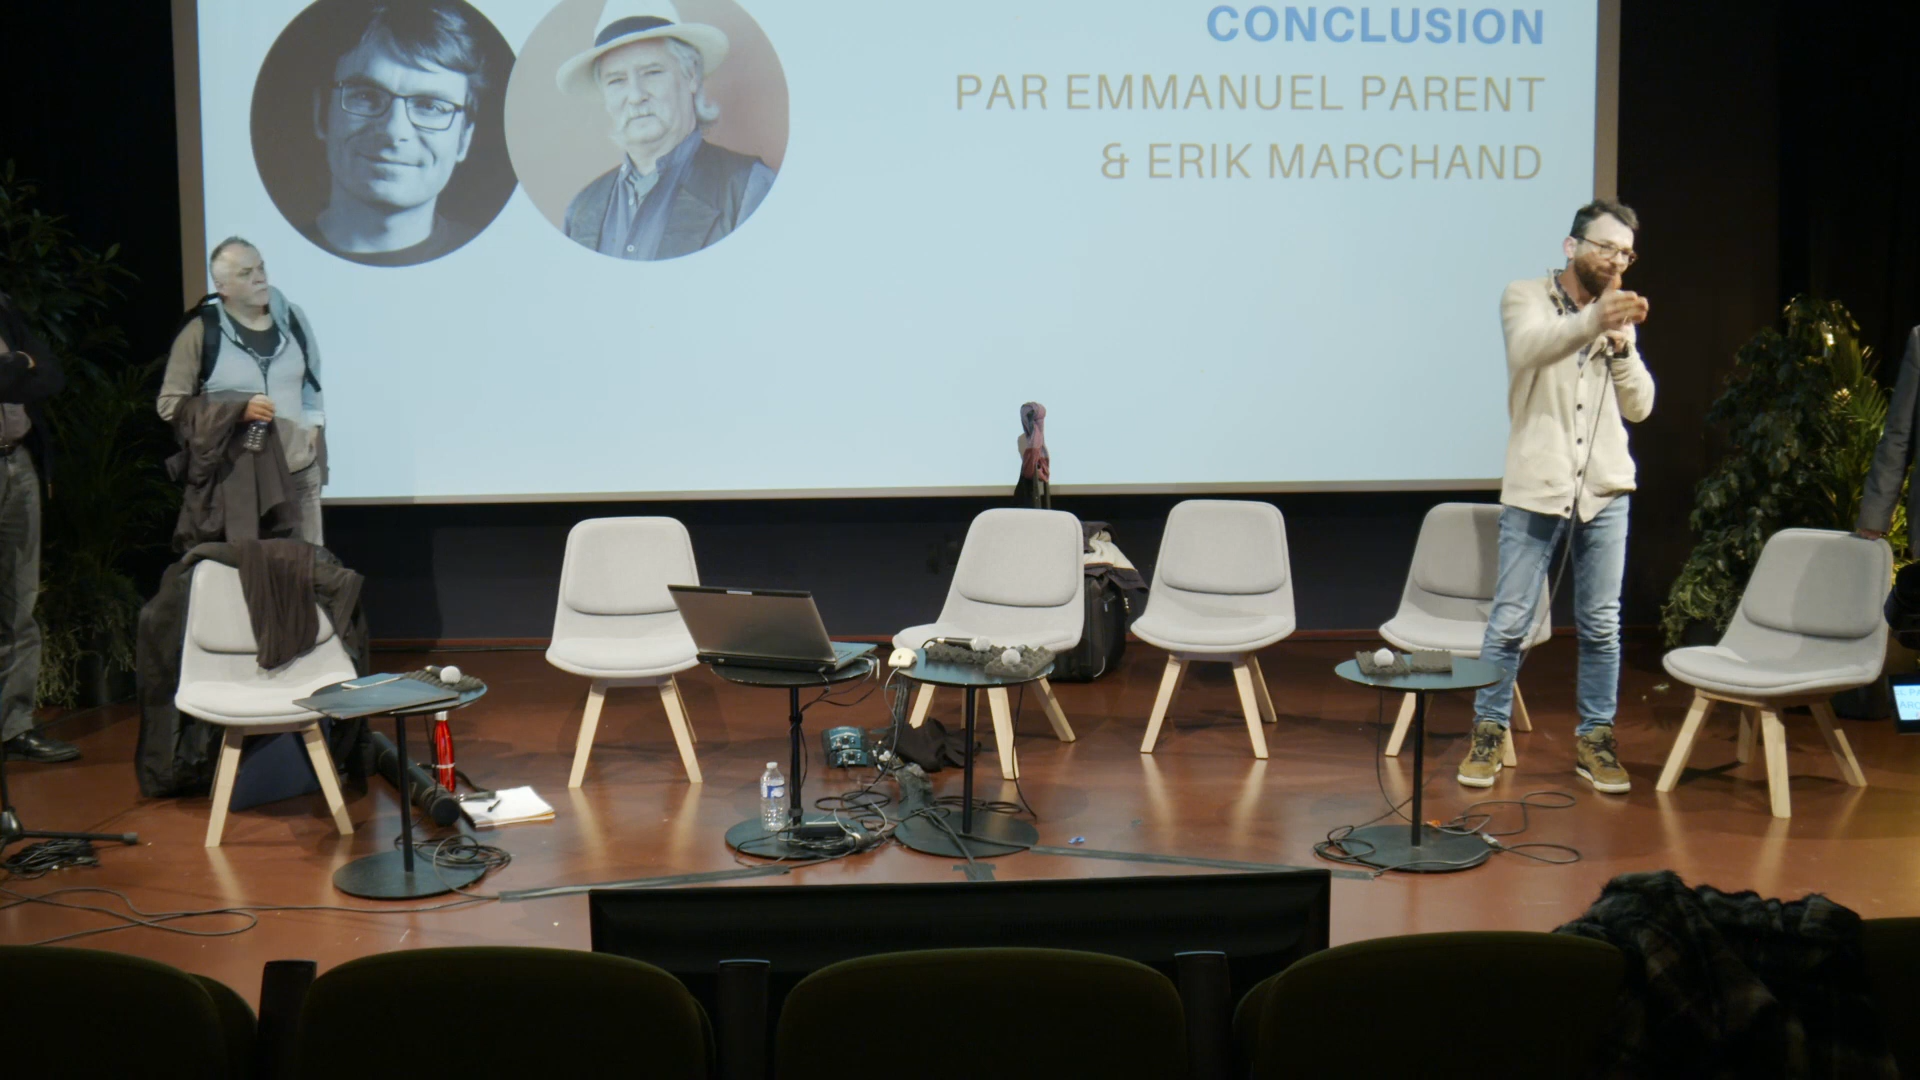 CONCLUSION
PAR EMMANUEL PARENT
& ERIK MARCHAND